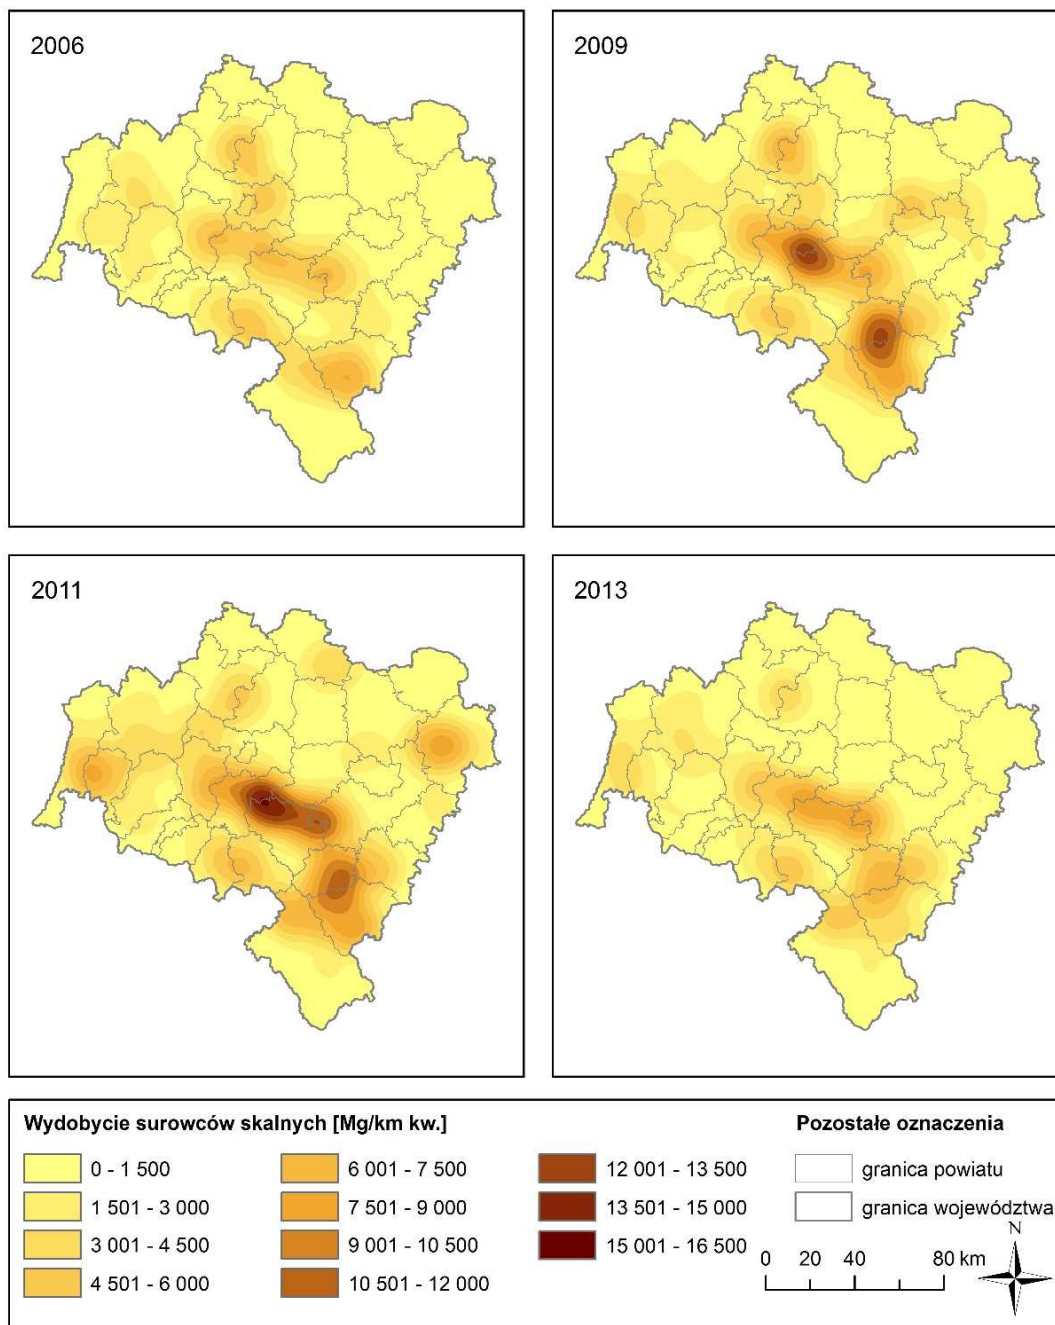 2006
2009
2011
2013
Wydobycie surowców skalnych [Mg/km kw.]
0 - 1 500
1 501 - 3 000
3 001 - 4 500
4 501 - 6 000
6 001 - 7 500
7 501 - 9 000
9 001 - 10 500
10 501 - 12 000
12 001 - 13 500
13 501 - 15 000
15 001 - 16 500
Pozostałe oznaczenia
granica powiatu
granica województwa
N
0 20 40 80 km